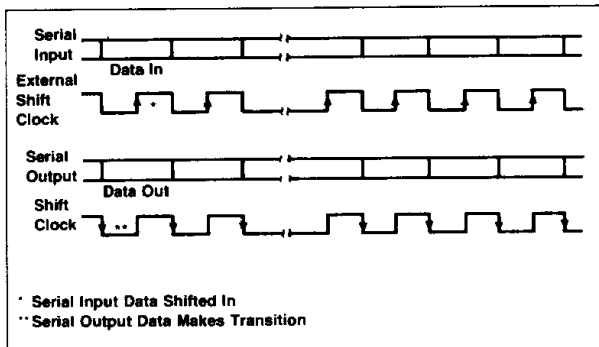 Serial
Input
Data In
External
Shift
Clock
*
Serial
Output
Data Out
Shift
Clock
**
* Serial Input Data Shifted In
** Serial Output Data Makes Transition